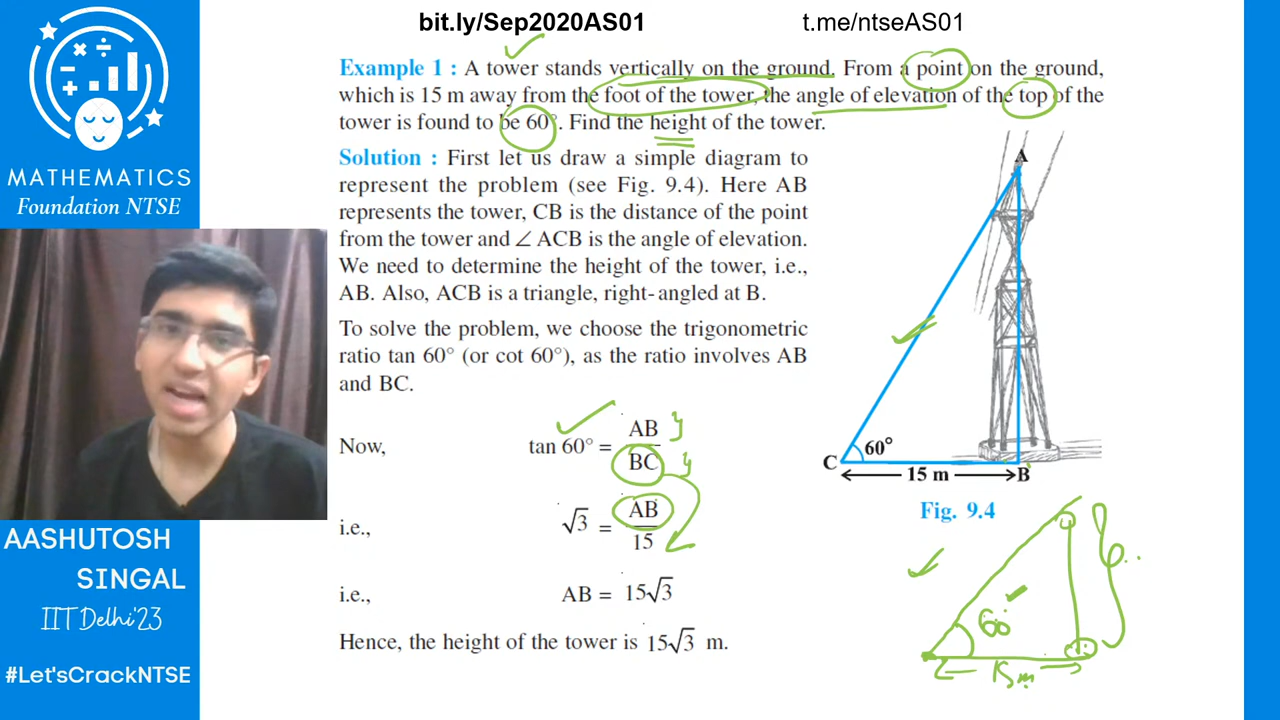 bit.ly/Sep2020AS01
t.me/ntseAS01
MATHEMATICS
Foundation NTSE
Example 1 : A tower stands vertically on the ground. From a point on the ground,
which is 15 m away from the foot of the tower, the angle of elevation of the top of the
tower is found to be 60°. Find the height of the tower.
Solution : First let us draw a simple diagram to
represent the problem (see Fig. 9.4). Here AB
represents the tower, CB is the distance of the point
from the tower and ∠ ACB is the angle of elevation.
We need to determine the height of the tower, i.e.,
AB. Also, ACB is a triangle, right-angled at B.
To solve the problem, we choose the trigonometric
ratio tan 60° (or cot 60°), as the ratio involves AB
and BC.
Now, tan 60° = AB/BC
i.e., √3 = AB/15
i.e., AB = 15√3
Hence, the height of the tower is 15√3 m.
A
60°
C
15 m
B
Fig. 9.4
60°
15 m
AASHUTOSH
SINGAL
IIT Delhi'23
#Let'sCrackNTSE